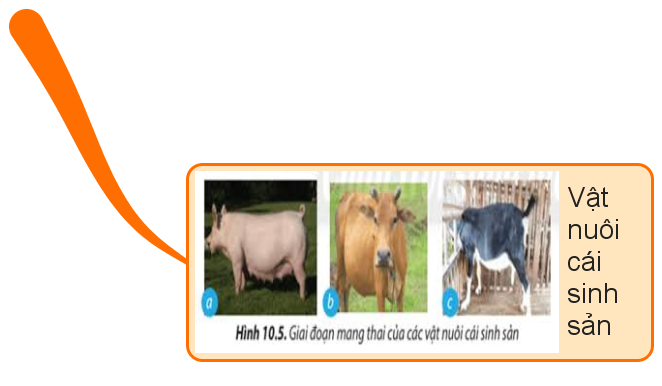 a
b
c
Hình 10.5. Giai đoạn mang thai của các vật nuôi cái sinh sản
Vật
nuôi
cái
sinh
sản